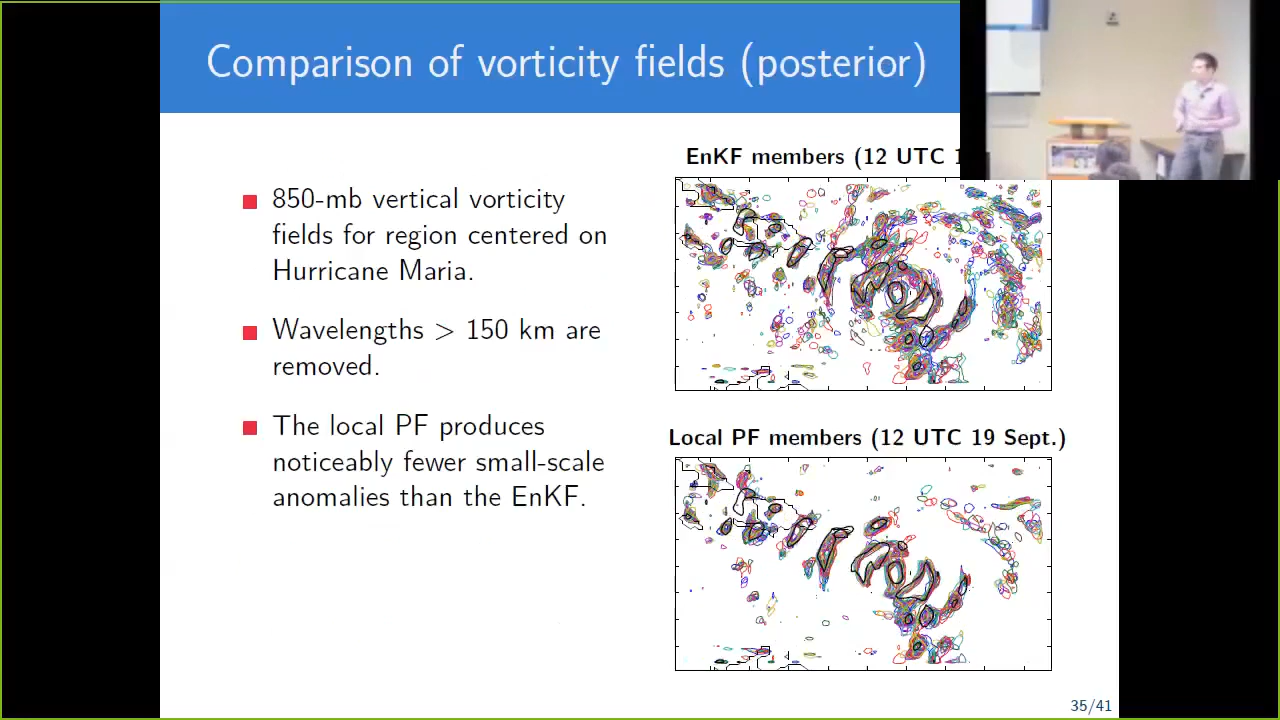 Comparison of vorticity fields (posterior)
850-mb vertical vorticity
fields for region centered on
Hurricane Maria.
Wavelengths > 150 km are
removed.
The local PF produces
noticeably fewer small-scale
anomalies than the EnKF.
EnKF members (12 UTC
Local PF members (12 UTC 19 Sept.)
35/41